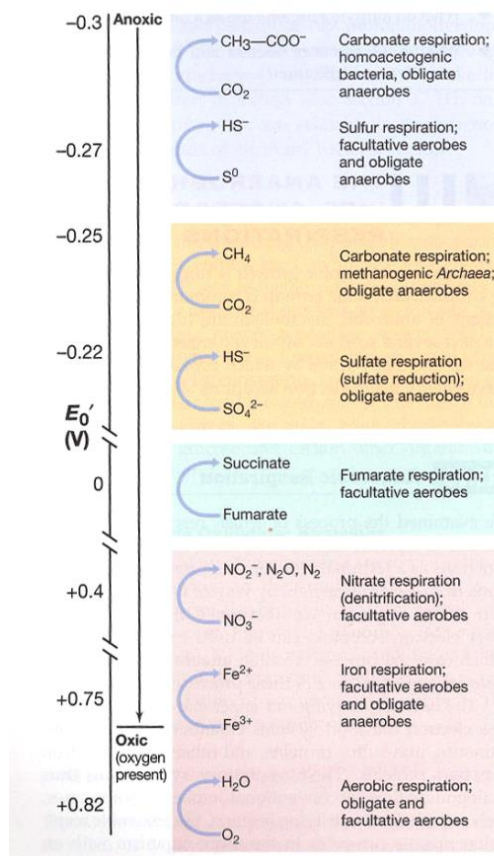 −0.3
Anoxic
CH3—COO−
CO2
Carbonate respiration;
homoacetogenic
bacteria, obligate
anaerobes
−0.27
HS−
S0
Sulfur respiration;
facultative aerobes
and obligate
anaerobes
−0.25
CH4
CO2
Carbonate respiration;
methanogenic Archaea;
obligate anaerobes
−0.22
HS−
SO4 2−
Sulfate respiration
(sulfate reduction);
obligate anaerobes
E0′
(V)
0
Succinate
Fumarate
Fumarate respiration;
facultative aerobes
+0.4
NO2−, N2O, N2
NO3−
Nitrate respiration
(denitrification);
facultative aerobes
+0.75
Fe2+
Fe3+
Iron respiration;
facultative aerobes
and obligate
anaerobes
Oxic
(oxygen
present)
+0.82
H2O
O2
Aerobic respiration;
obligate and
facultative aerobes